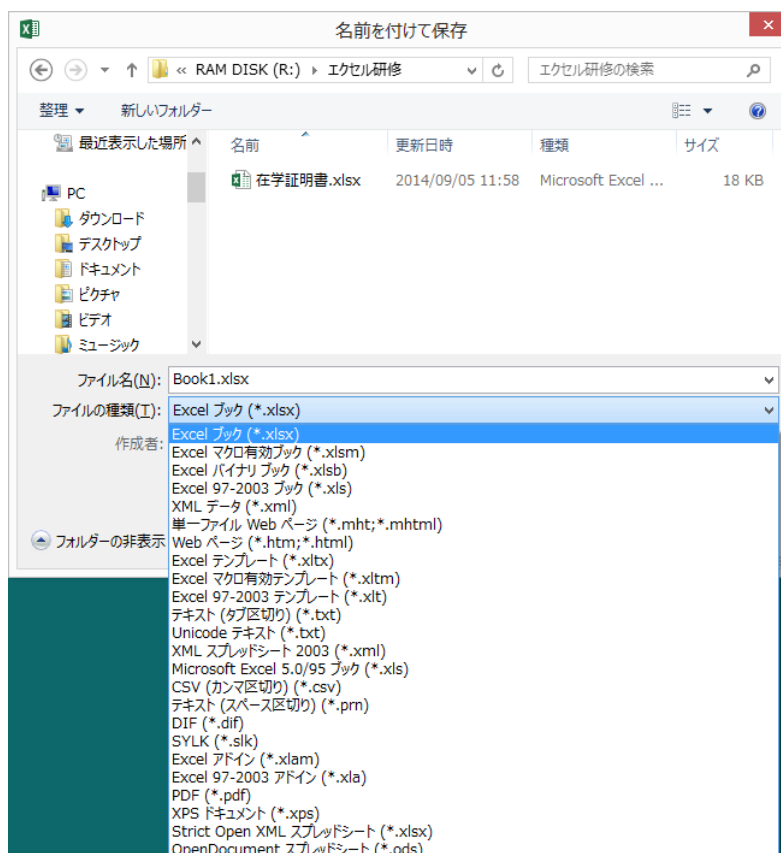 名前を付けて保存
« RAM DISK (R:) エクセル研修 エクセル研修の検索
整理 新しいフォルダー
最近表示した場所 名前 更新日時 種類 サイズ
在学証明書.xlsx 2014/09/05 11:58 Microsoft Excel ... 18 KB
PC
ダウンロード
デスクトップ
ドキュメント
ピクチャ
ビデオ
ミュージック
ファイル名(N): Book1.xlsx
ファイルの種類(T): Excel ブック (*.xlsx)
作成者:
Excel ブック (*.xlsx)
Excel マクロ有効ブック (*.xlsm)
Excel バイナリ ブック (*.xlsb)
Excel 97-2003 ブック (*.xls)
XML データ (*.xml)
単一ファイル Web ページ (*.mht;*.mhtml)
フォルダーの非表示 Web ページ (*.htm;*.html)
Excel テンプレート (*.xltx)
Excel マクロ有効テンプレート (*.xltm)
Excel 97-2003 テンプレート (*.xlt)
テキスト (タブ区切り) (*.txt)
Unicode テキスト (*.txt)
XML スプレッドシート 2003 (*.xml)
Microsoft Excel 5.0/95 ブック (*.xls)
CSV (カンマ区切り) (*.csv)
テキスト (スペース区切り) (*.prn)
DIF (*.dif)
SYLK (*.slk)
Excel アドイン (*.xlam)
Excel 97-2003 アドイン (*.xla)
PDF (*.pdf)
XPS ドキュメント (*.xps)
Strict Open XML スプレッドシート (*.xlsx)
OpenDocument スプレッドシート (*.ods)